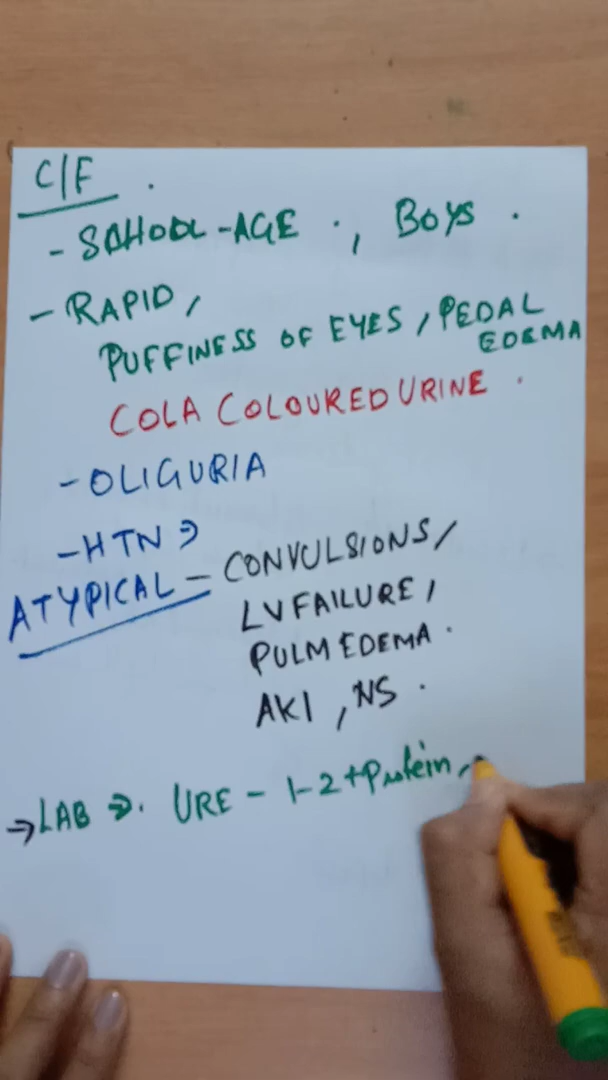 C/F .
- SCHOOL-AGE ., BOYS .
- RAPID,
PUFFINESS OF EYES, PEDAL
EDEMA
COLA COLOURED URINE .
- OLIGURIA
- HTN →
ATYPICAL - CONVULSIONS,
LV FAILURE,
PULM EDEMA .
AKI, NS .
→ LAB → . URE - 1-2+ Protein,